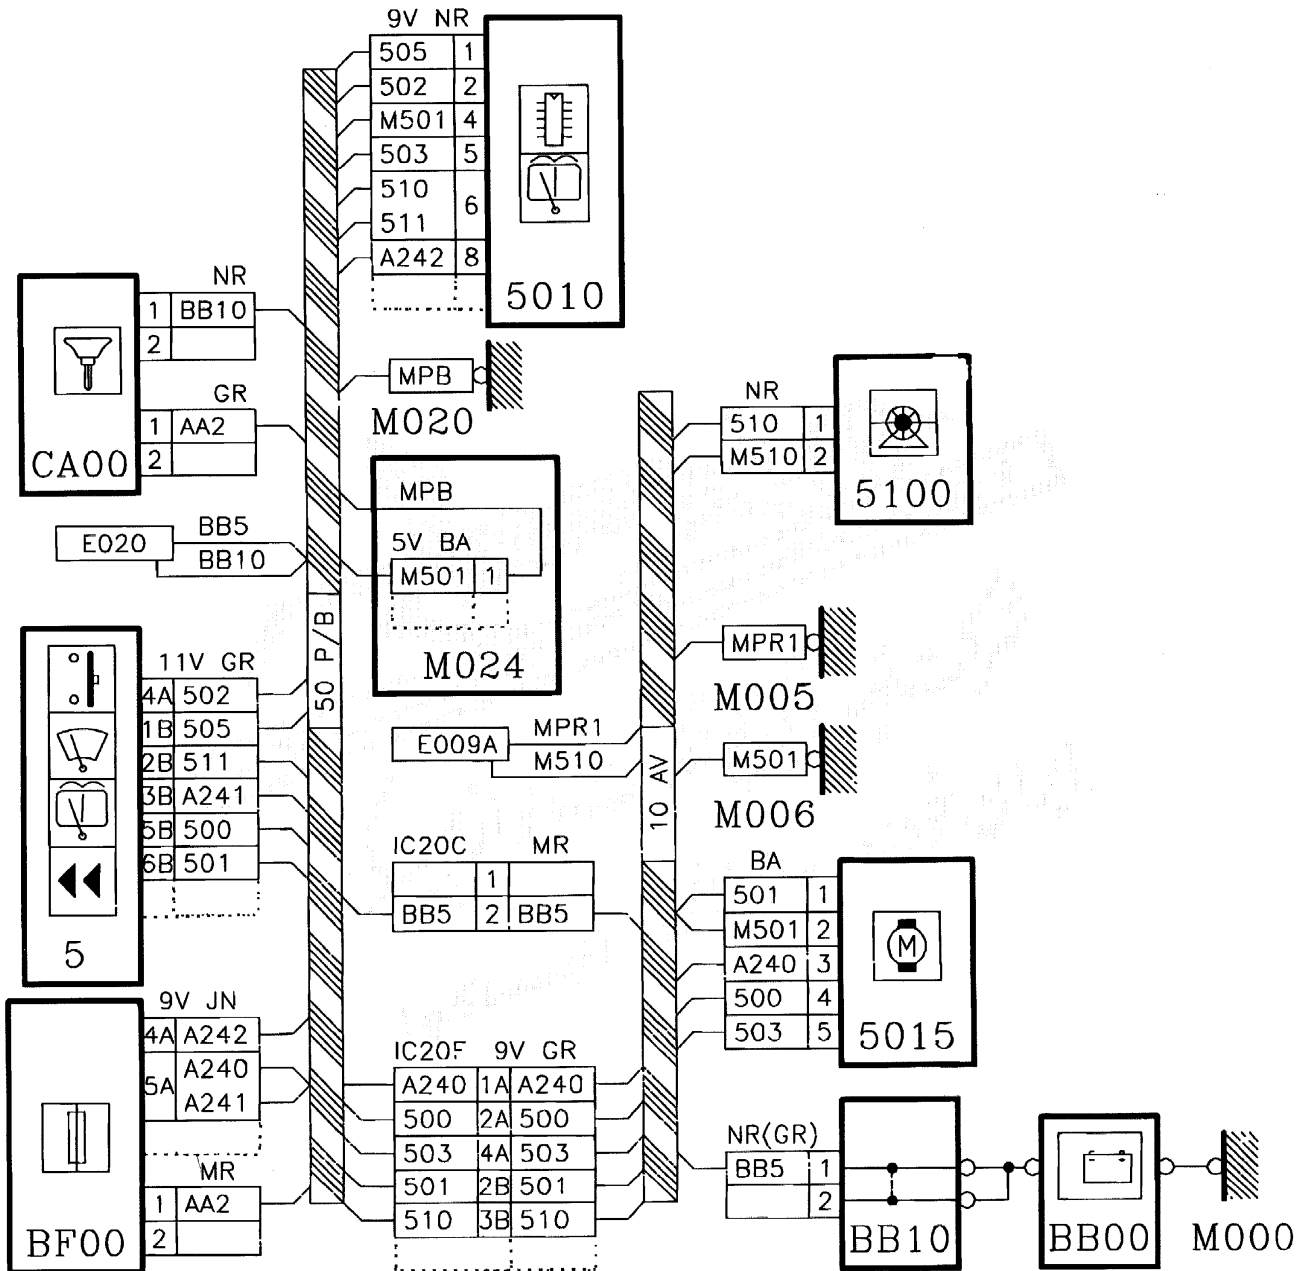 9V NR
505 1
502 2
M501 4
503 5
510
6
511
A242 8
5010
NR
1 BB10
2
GR
1 AA2
2
CA00
MPB
M020
MPB
5V BA
M501 1
M024
E020
BB5
BB10
50 P/B
11V GR
4A 502
1B 505
2B 511
3B A241
5B 500
6B 501
5
9V JN
4A A242
A240
5A
A241
MR
1 AA2
2
BF00
NR
510 1
M510 2
5100
MPR1
M005
E009A
MPR1
M510
10 AV
M501
M006
IC20C MR
1
BB5 2 BB5
BA
501 1
M501 2
A240 3
500 4
503 5
M
5015
IC20F 9V GR
A240 1A A240
500 2A 500
503 4A 503
501 2B 501
510 3B 510
NR(GR)
BB5 1
2
BB10
BB00
M000